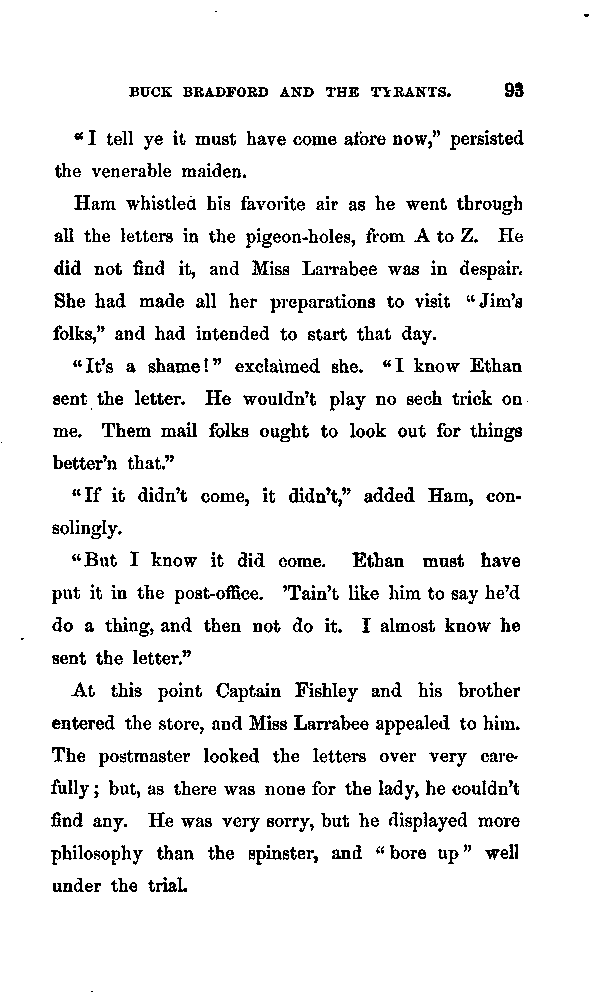 BUCK BRADFORD AND THE TYRANTS. 93
“I tell ye it must have come afore now,” persisted
the venerable maiden.
Ham whistled his favorite air as he went through
all the letters in the pigeon-holes, from A to Z. He
did not find it, and Miss Larrabee was in despair.
She had made all her preparations to visit “Jim’s
folks,” and had intended to start that day.
“It’s a shame!” exclaimed she. “I know Ethan
sent the letter. He wouldn’t play no sech trick on
me. Them mail folks ought to look out for things
better’n that.”
“If it didn’t come, it didn’t,” added Ham, con-
solingly.
“But I know it did come. Ethan must have
put it in the post-office. ’Tain’t like him to say he’d
do a thing, and then not do it. I almost know he
sent the letter.”
At this point Captain Fishley and his brother
entered the store, and Miss Larrabee appealed to him.
The postmaster looked the letters over very care-
fully; but, as there was none for the lady, he couldn’t
find any. He was very sorry, but he displayed more
philosophy than the spinster, and “bore up” well
under the trial.